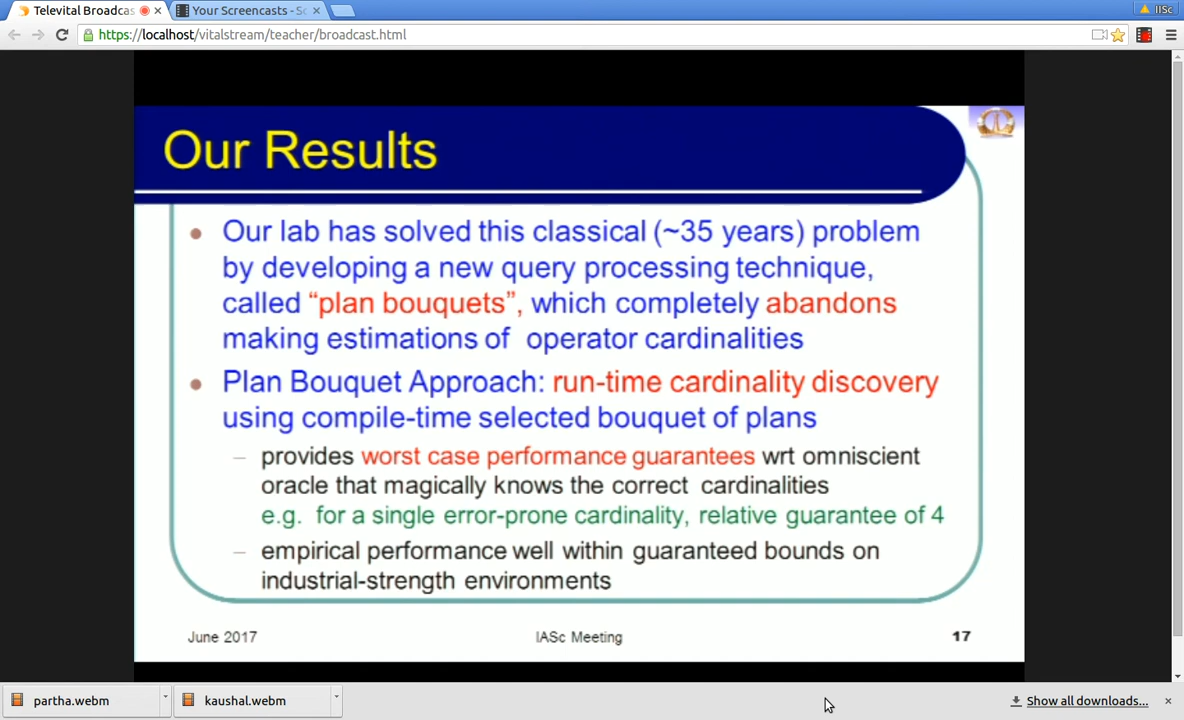 Televital Broadcas
Your Screencasts - Sc
IISc
https://localhost/vitalstream/teacher/broadcast.html
Our Results
Our lab has solved this classical (~35 years) problem
by developing a new query processing technique,
called “plan bouquets”, which completely abandons
making estimations of operator cardinalities
Plan Bouquet Approach: run-time cardinality discovery
using compile-time selected bouquet of plans
– provides worst case performance guarantees wrt omniscient
oracle that magically knows the correct cardinalities
e.g. for a single error-prone cardinality, relative guarantee of 4
– empirical performance well within guaranteed bounds on
industrial-strength environments
June 2017 IASc Meeting 17
partha.webm kaushal.webm Show all downloads...